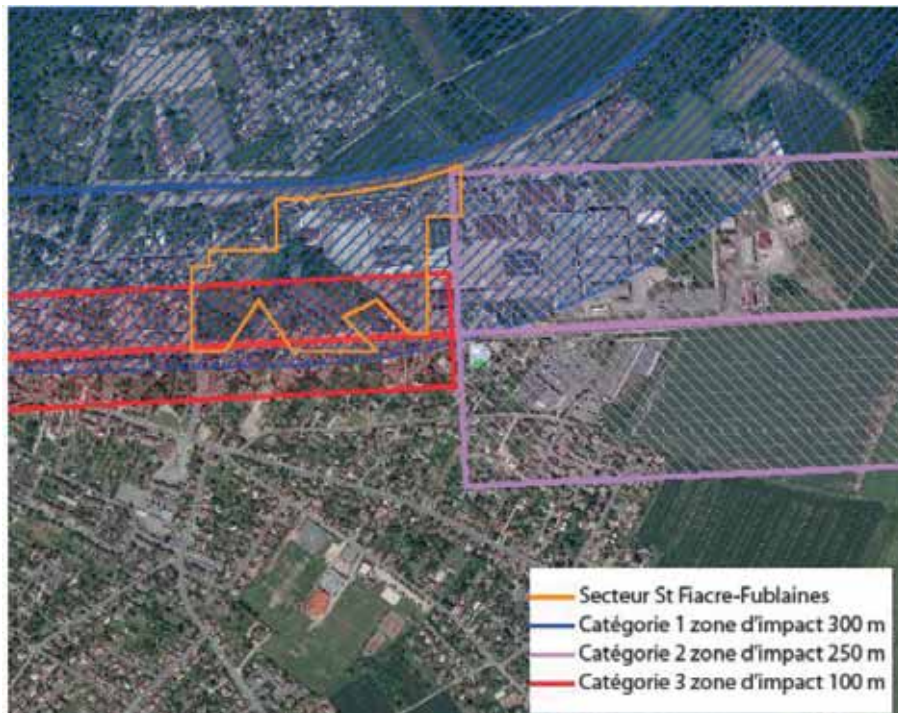 Secteur St Fiacre-Fublaines
Catégorie 1 zone d'impact 300 m
Catégorie 2 zone d'impact 250 m
Catégorie 3 zone d'impact 100 m